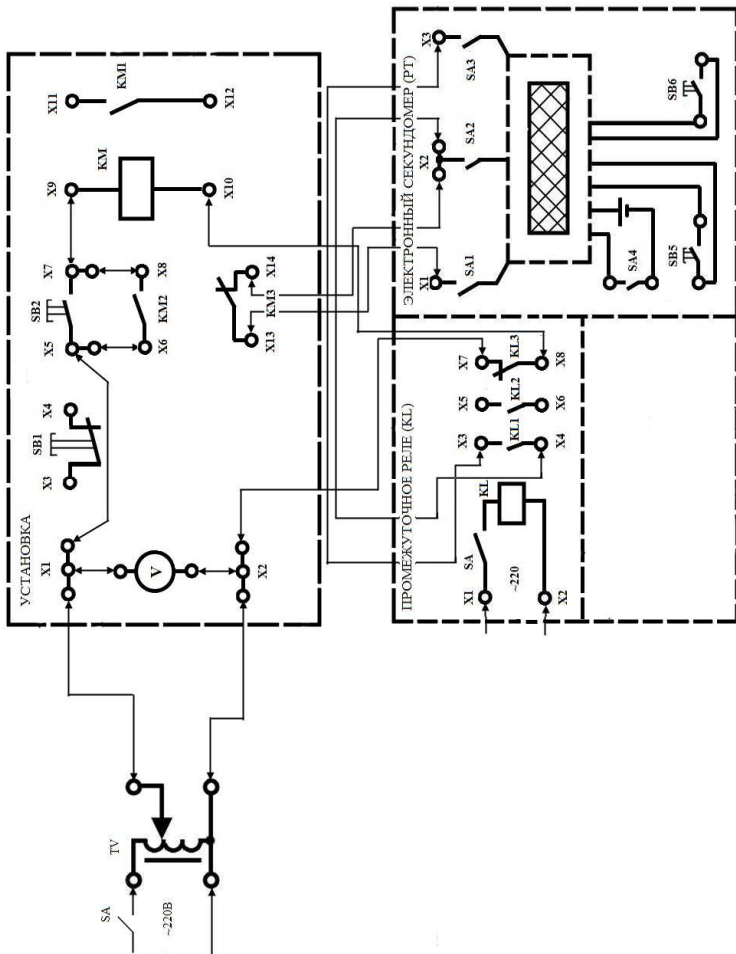 SA
TV
~220В
УСТАНОВКА
X1
V
X2
X3
SB1
X4
X5
SB2
X7
X6
KM2
X8
X9
KM
X10
X11
KM1
X12
X13
KM3
X14
ПРОМЕЖУТОЧНОЕ РЕЛЕ (KL)
X1
SA
~220
X2
KL
X3
KL1
X4
X5
KL2
X6
X7
KL3
X8
ЭЛЕКТРОННЫЙ СЕКУНДОМЕР (PT)
X1
SA1
X2
SA2
X3
SA3
SA4
SB5
SB6